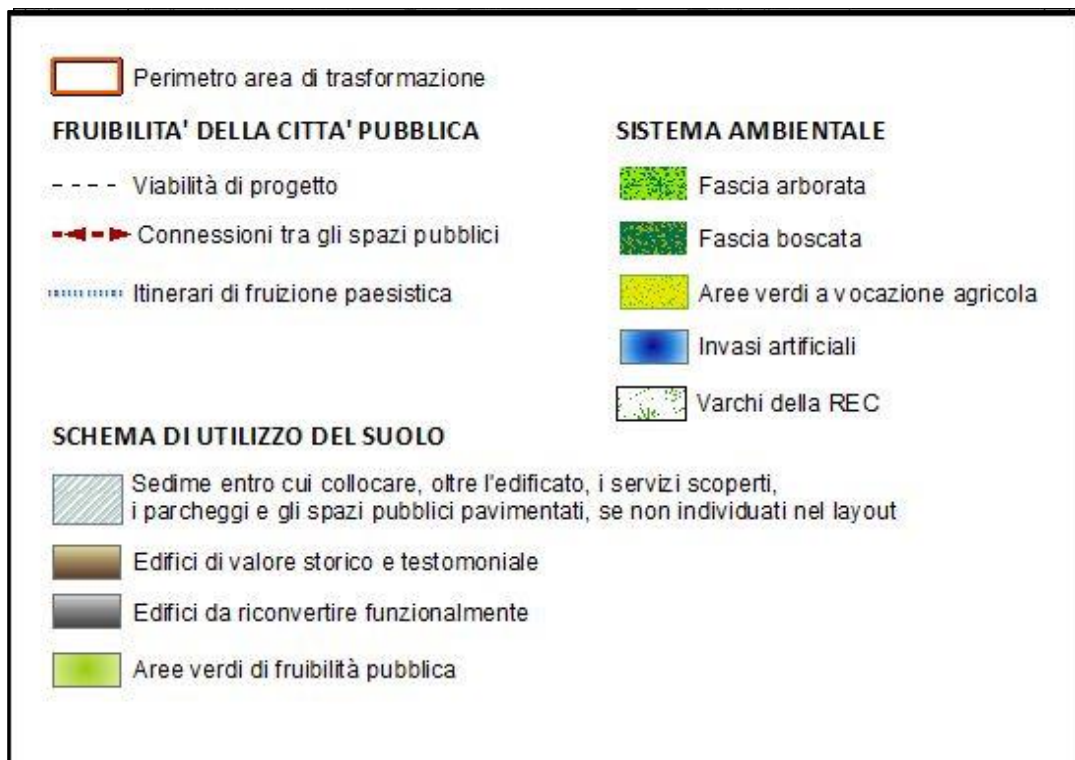 Perimetro area di trasformazione
FRUIBILITA' DELLA CITTA' PUBBLICA
Viabilità di progetto
Connessioni tra gli spazi pubblici
Itinerari di fruizione paesistica
SISTEMA AMBIENTALE
Fascia arborata
Fascia boscata
Aree verdi a vocazione agricola
Invasi artificiali
Varchi della REC
SCHEMA DI UTILIZZO DEL SUOLO
Sedime entro cui collocare, oltre l'edificato, i servizi scoperti,
i parcheggi e gli spazi pubblici pavimentati, se non individuati nel layout
Edifici di valore storico e testomoniale
Edifici da riconvertire funzionalmente
Aree verdi di fruibilità pubblica